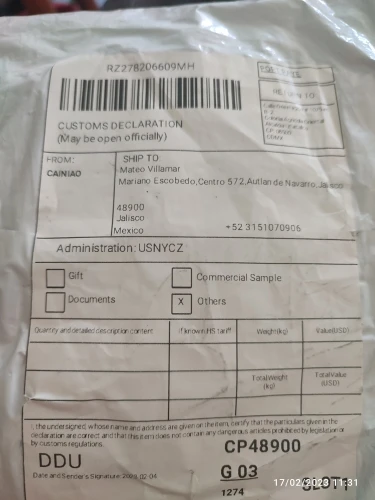 RZ278206609MH
RETURN TO
CUSTOMS DECLARATION
(May be open officially)
CP 48900
FROM:
CAINIAO
SHIP TO
Mateo Villamar
Mariano Escobedo,Centro 572,Autlan de Navarro,Jalisco
48900
Jalisco
Mexico
+52 3151070906
Administration: USNYCZ
Gift
Commercial Sample
Documents
X
Others
Quantity and detailed description content
if known HS tariff
Weight(kg)
Value(USD)
Total Weight
(kg)
Total Value
(USD)
I, the undersigned, whose name and address are given on the item, certify that the particulars given in the
declaration are correct and that this item does not contain any dangerous articles prohibited by legislation or
by customs regulations.
CP48900
DDU
G 03
Date and Sender's Signature:
1274
17/02/2023 11:31